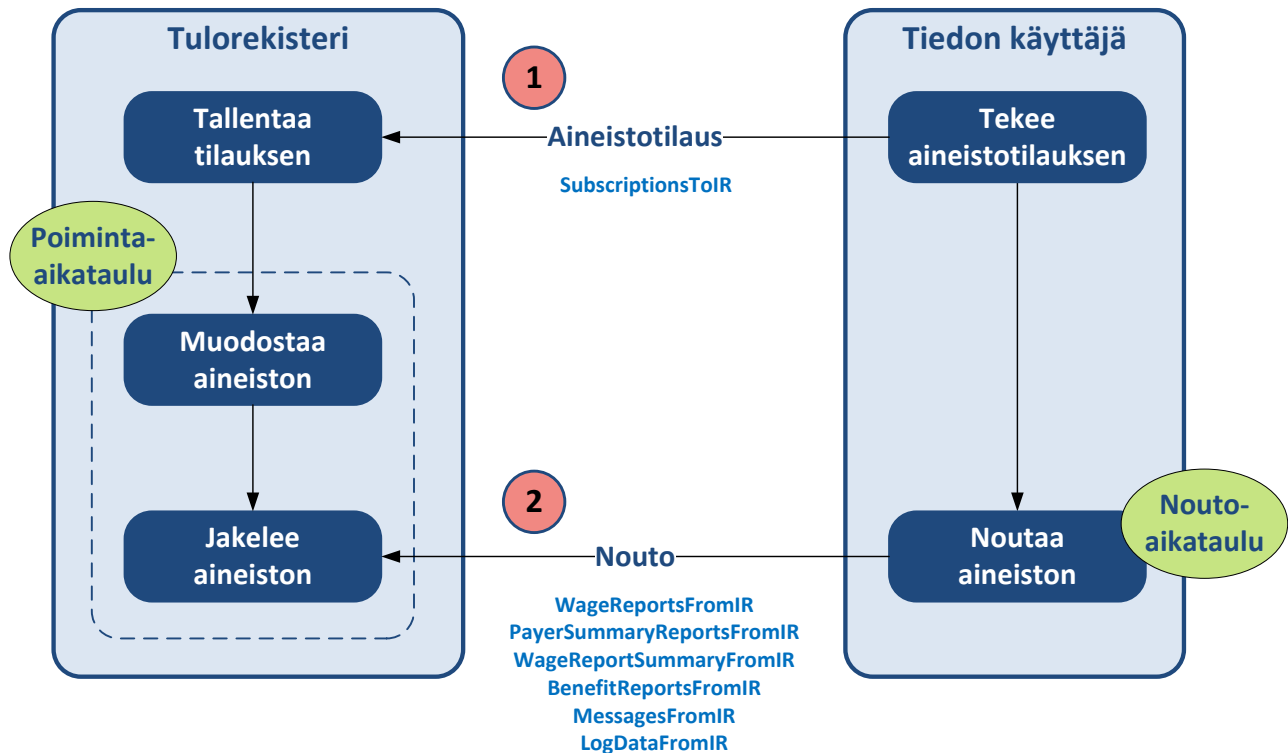 Tulorekisteri
Tiedon käyttäjä
1
Tallentaa
tilauksen
Aineistotilaus
Tekee
aineistotilauksen
SubscriptionsToIR
Poiminta-
aikataulu
Muodostaa
aineiston
2
Jakelee
aineiston
Nouto
Noutaa
aineiston
Nouto-
aikataulu
WageReportsFromIR
PayerSummaryReportsFromIR
WageReportSummaryFromIR
BenefitReportsFromIR
MessagesFromIR
LogDataFromIR